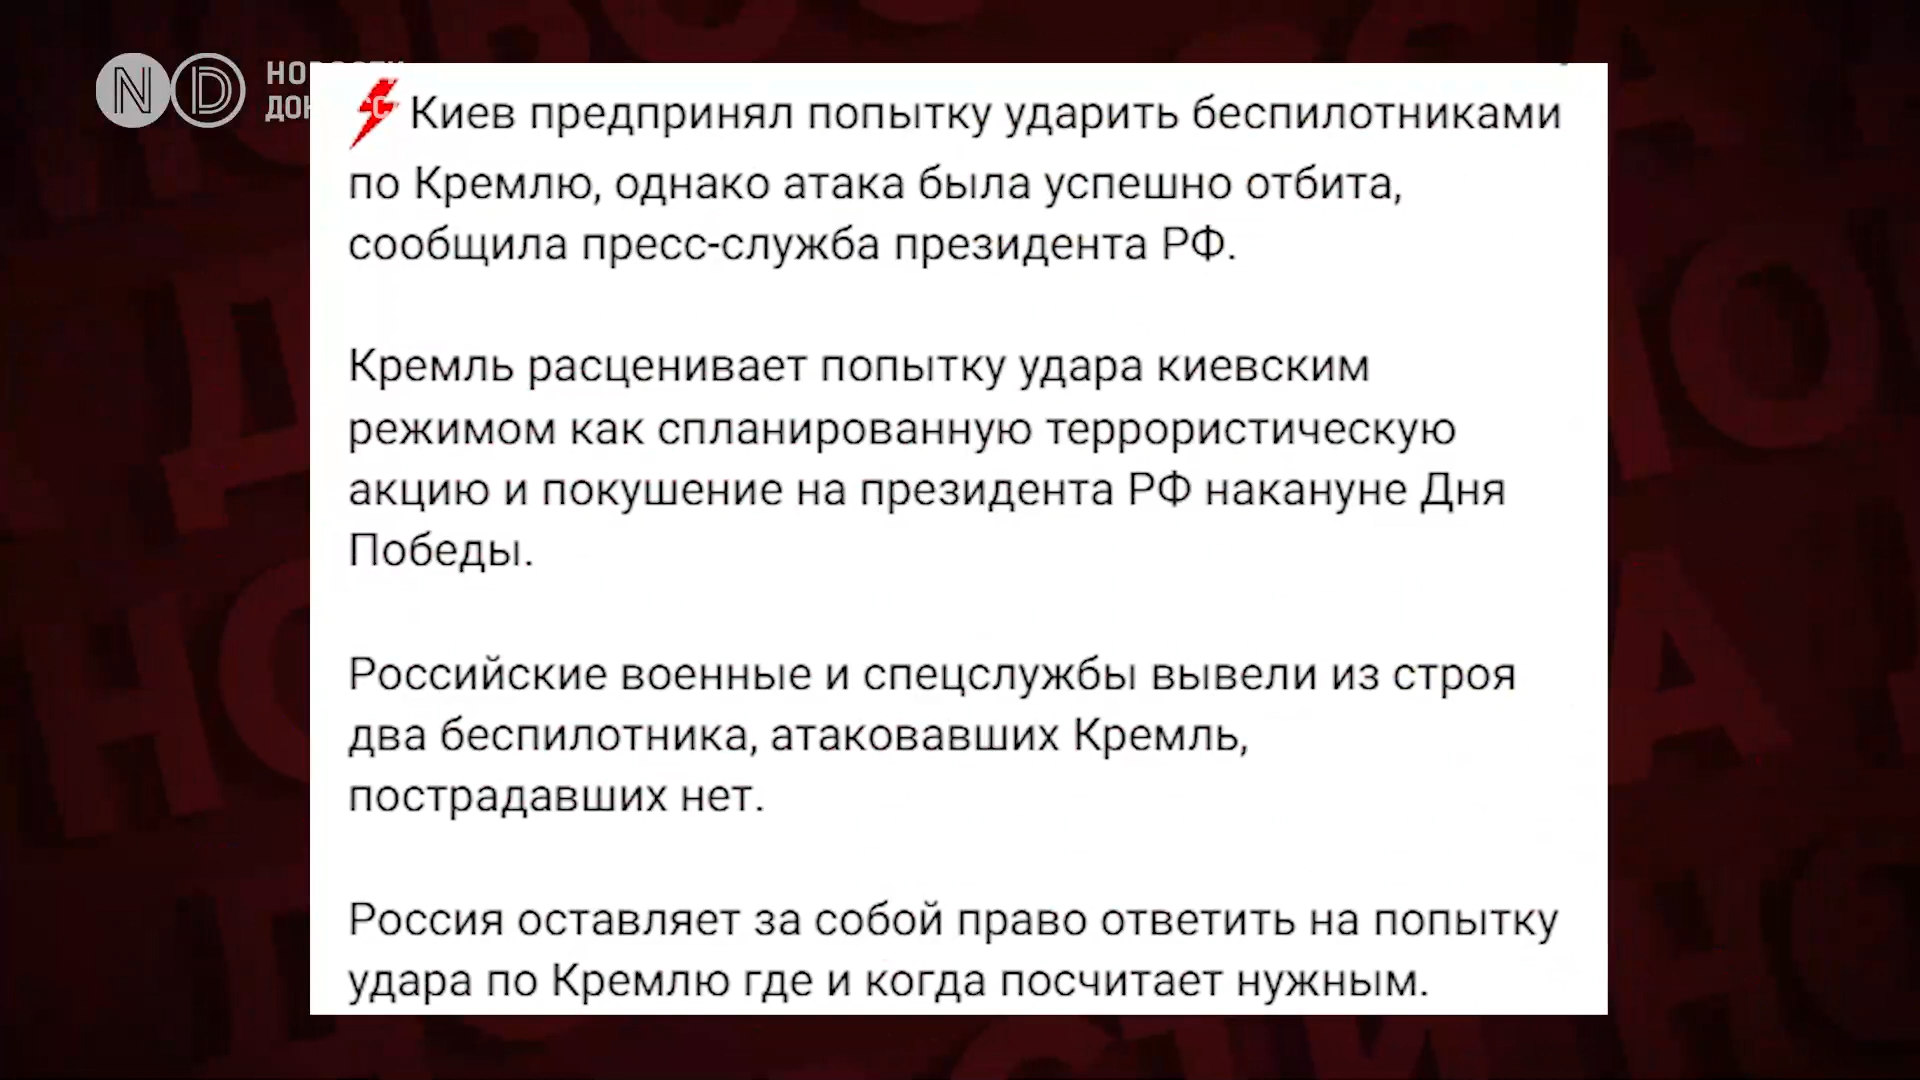 ND
⚡ Киев предпринял попытку ударить беспилотниками
по Кремлю, однако атака была успешно отбита,
сообщила пресс-служба президента РФ.
Кремль расценивает попытку удара киевским
режимом как спланированную террористическую
акцию и покушение на президента РФ накануне Дня
Победы.
Российские военные и спецслужбы вывели из строя
два беспилотника, атаковавших Кремль,
пострадавших нет.
Россия оставляет за собой право ответить на попытку
удара по Кремлю где и когда посчитает нужным.